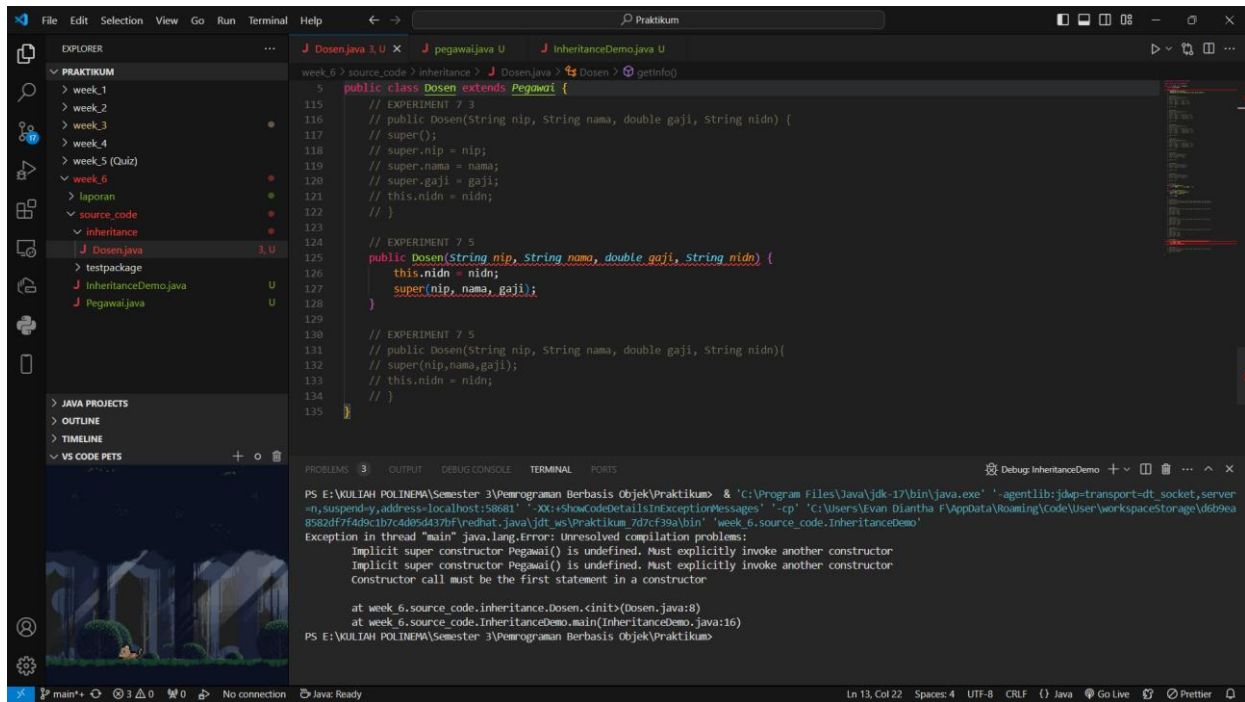 File Edit Selection View Go Run Terminal Help
Praktikum
EXPLORER
PRAKTIKUM
week_1
week_2
week_3
week_4
week_5 (Quiz)
week_6
laporan
source_code
inheritance
J Dosen.java 3, U
testpackage
J InheritanceDemo.java U
J Pegawai.java U
JAVA PROJECTS
OUTLINE
TIMELINE
VS CODE PETS
17
J Dosen.java 3, U J pegawai.java U J InheritanceDemo.java U
week_6 > source_code > inheritance > J Dosen.java > Dosen > getInfo()
5 public class Dosen extends Pegawai {
115 // EXPERIMENT 7 3
116 // public Dosen(String nip, String nama, double gaji, String nidn) {
117 // super();
118 // super.nip = nip;
119 // super.nama = nama;
120 // super.gaji = gaji;
121 // this.nidn = nidn;
122 // }
123
124 // EXPERIMENT 7 5
125 public Dosen(String nip, String nama, double gaji, String nidn) {
126 this.nidn = nidn;
127 super(nip, nama, gaji);
128 }
129
130 // EXPERIMENT 7 5
131 // public Dosen(String nip, String nama, double gaji, String nidn){
132 // super(nip,nama,gaji);
133 // this.nidn = nidn;
134 // }
135 }
PROBLEMS 3 OUTPUT DEBUG CONSOLE TERMINAL PORTS
Debug: InheritanceDemo
PS E:\KULIAH POLINEMA\Semester 3\Pemrograman Berbasis Objek\Praktikum> & 'C:\Program Files\Java\jdk-17\bin\java.exe' '-agentlib:jdwp=transport=dt_socket,server
=n,suspend=y,address=localhost:58681' '-XX:+ShowCodeDetailsInExceptionMessages' '-cp' 'C:\Users\Evan Diantha F\AppData\Roaming\Code\User\workspaceStorage\d6b9ea
8582df7f4d9c1b7c4d05d437bf\redhat.java\jdt_ws\Praktikum_7d7cf39a\bin' 'week_6.source_code.InheritanceDemo'
Exception in thread "main" java.lang.Error: Unresolved compilation problems:
Implicit super constructor Pegawai() is undefined. Must explicitly invoke another constructor
Implicit super constructor Pegawai() is undefined. Must explicitly invoke another constructor
Constructor call must be the first statement in a constructor
at week_6.source_code.inheritance.Dosen.<init>(Dosen.java:8)
at week_6.source_code.InheritanceDemo.main(InheritanceDemo.java:16)
PS E:\KULIAH POLINEMA\Semester 3\Pemrograman Berbasis Objek\Praktikum>
main*+ 3 0 0 No connection Java: Ready Ln 13, Col 22 Spaces: 4 UTF-8 CRLF {} Java Go Live Prettier